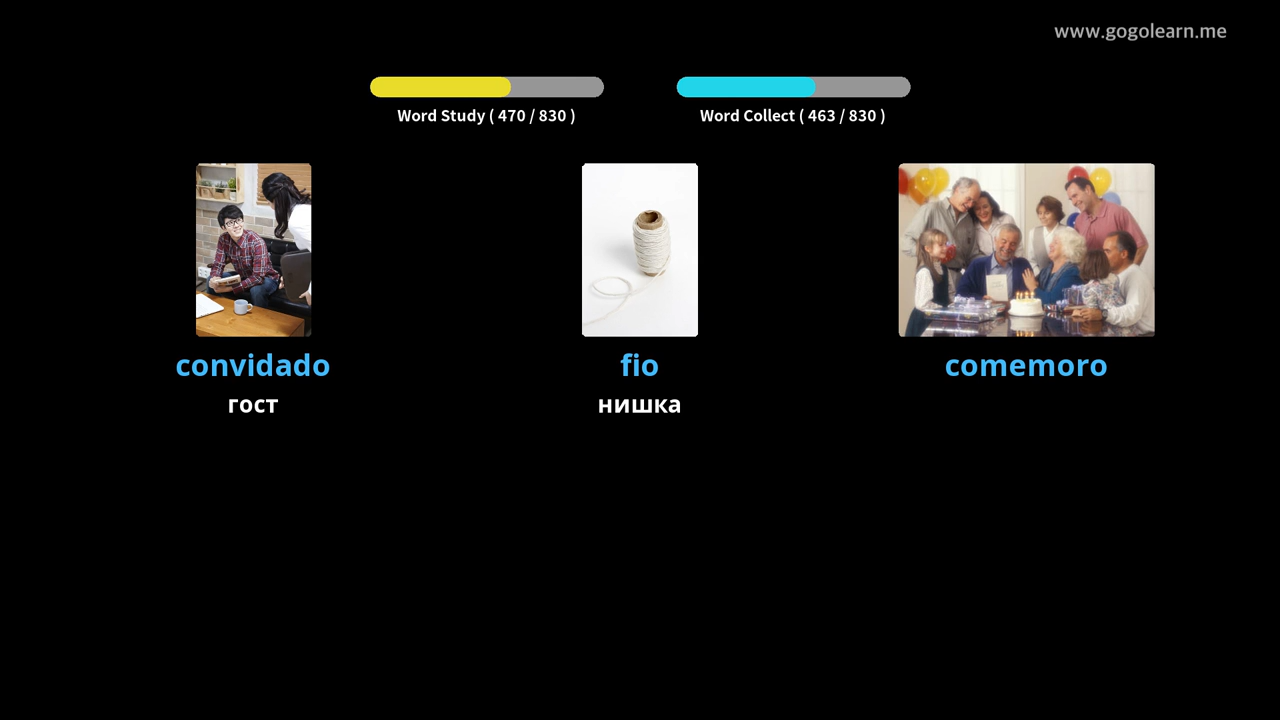 www.gogolearn.me
Word Study ( 470 / 830 )
Word Collect ( 463 / 830 )
convidado
гост
fio
нишка
comemoro